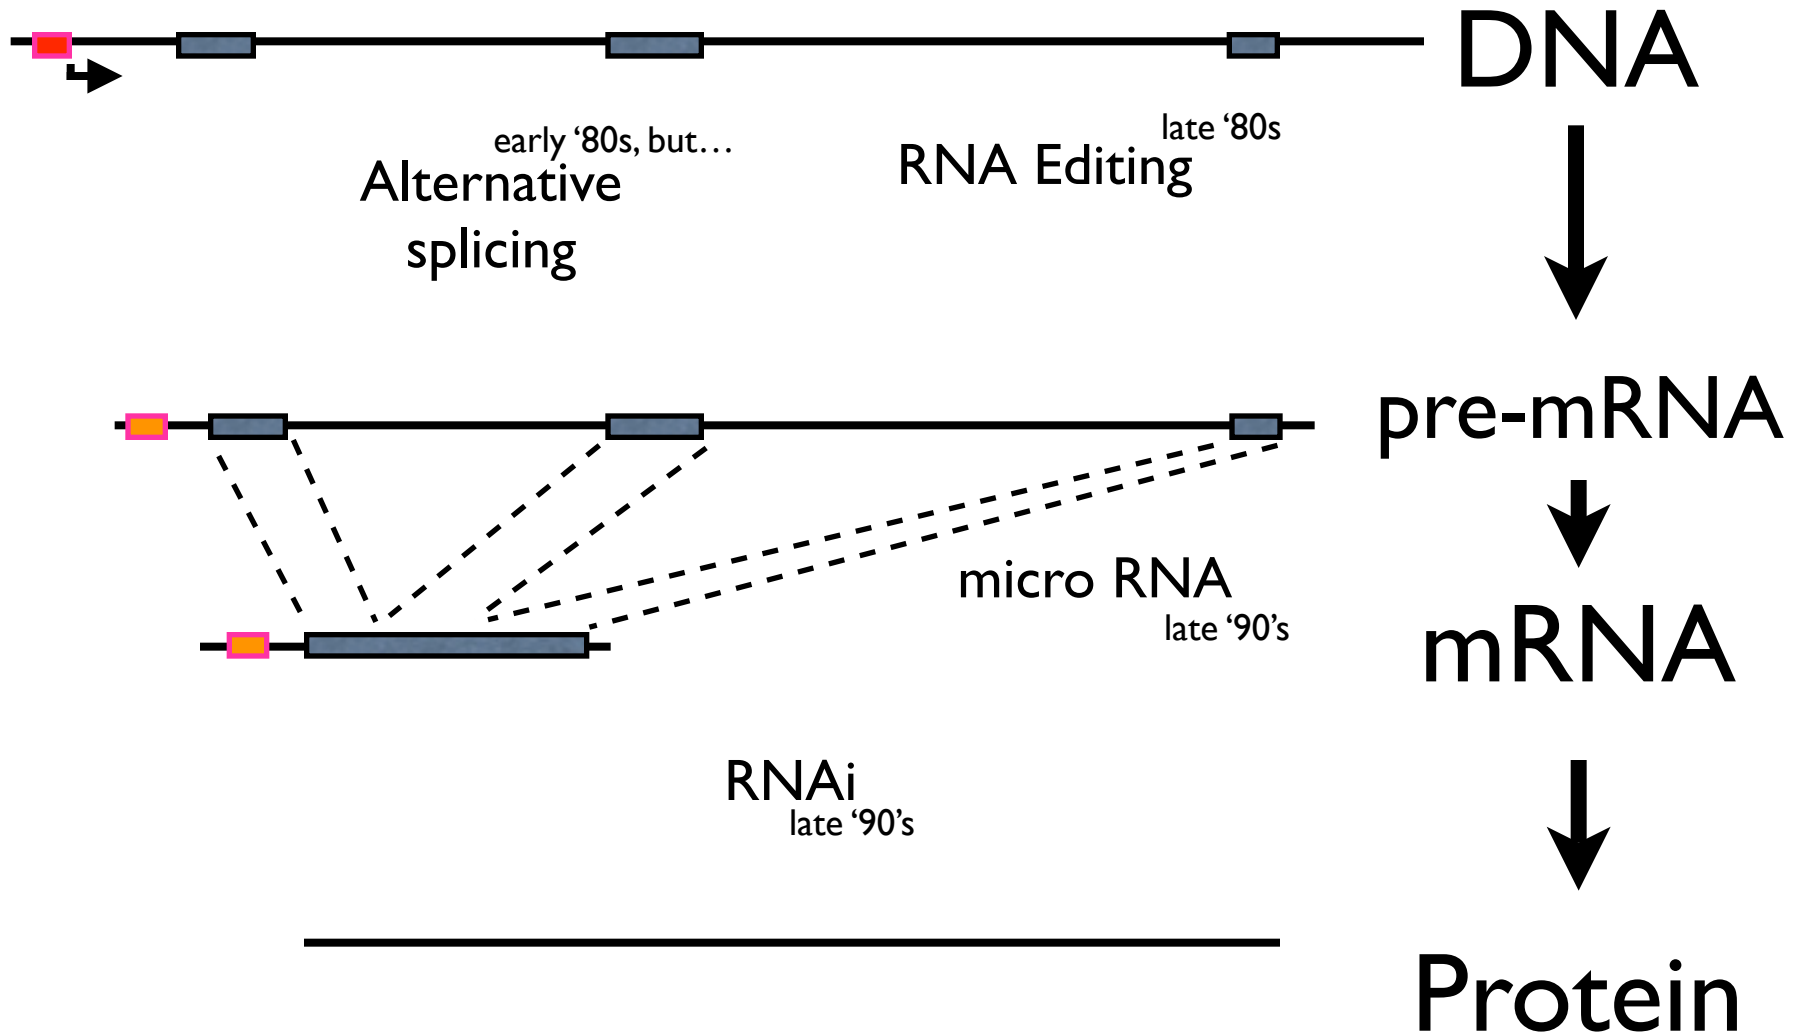 DNA
early ‘80s, but…
Alternative
splicing
late ‘80s
RNA Editing
pre-mRNA
micro RNA
late ‘90’s
mRNA
RNAi
late ‘90’s
Protein